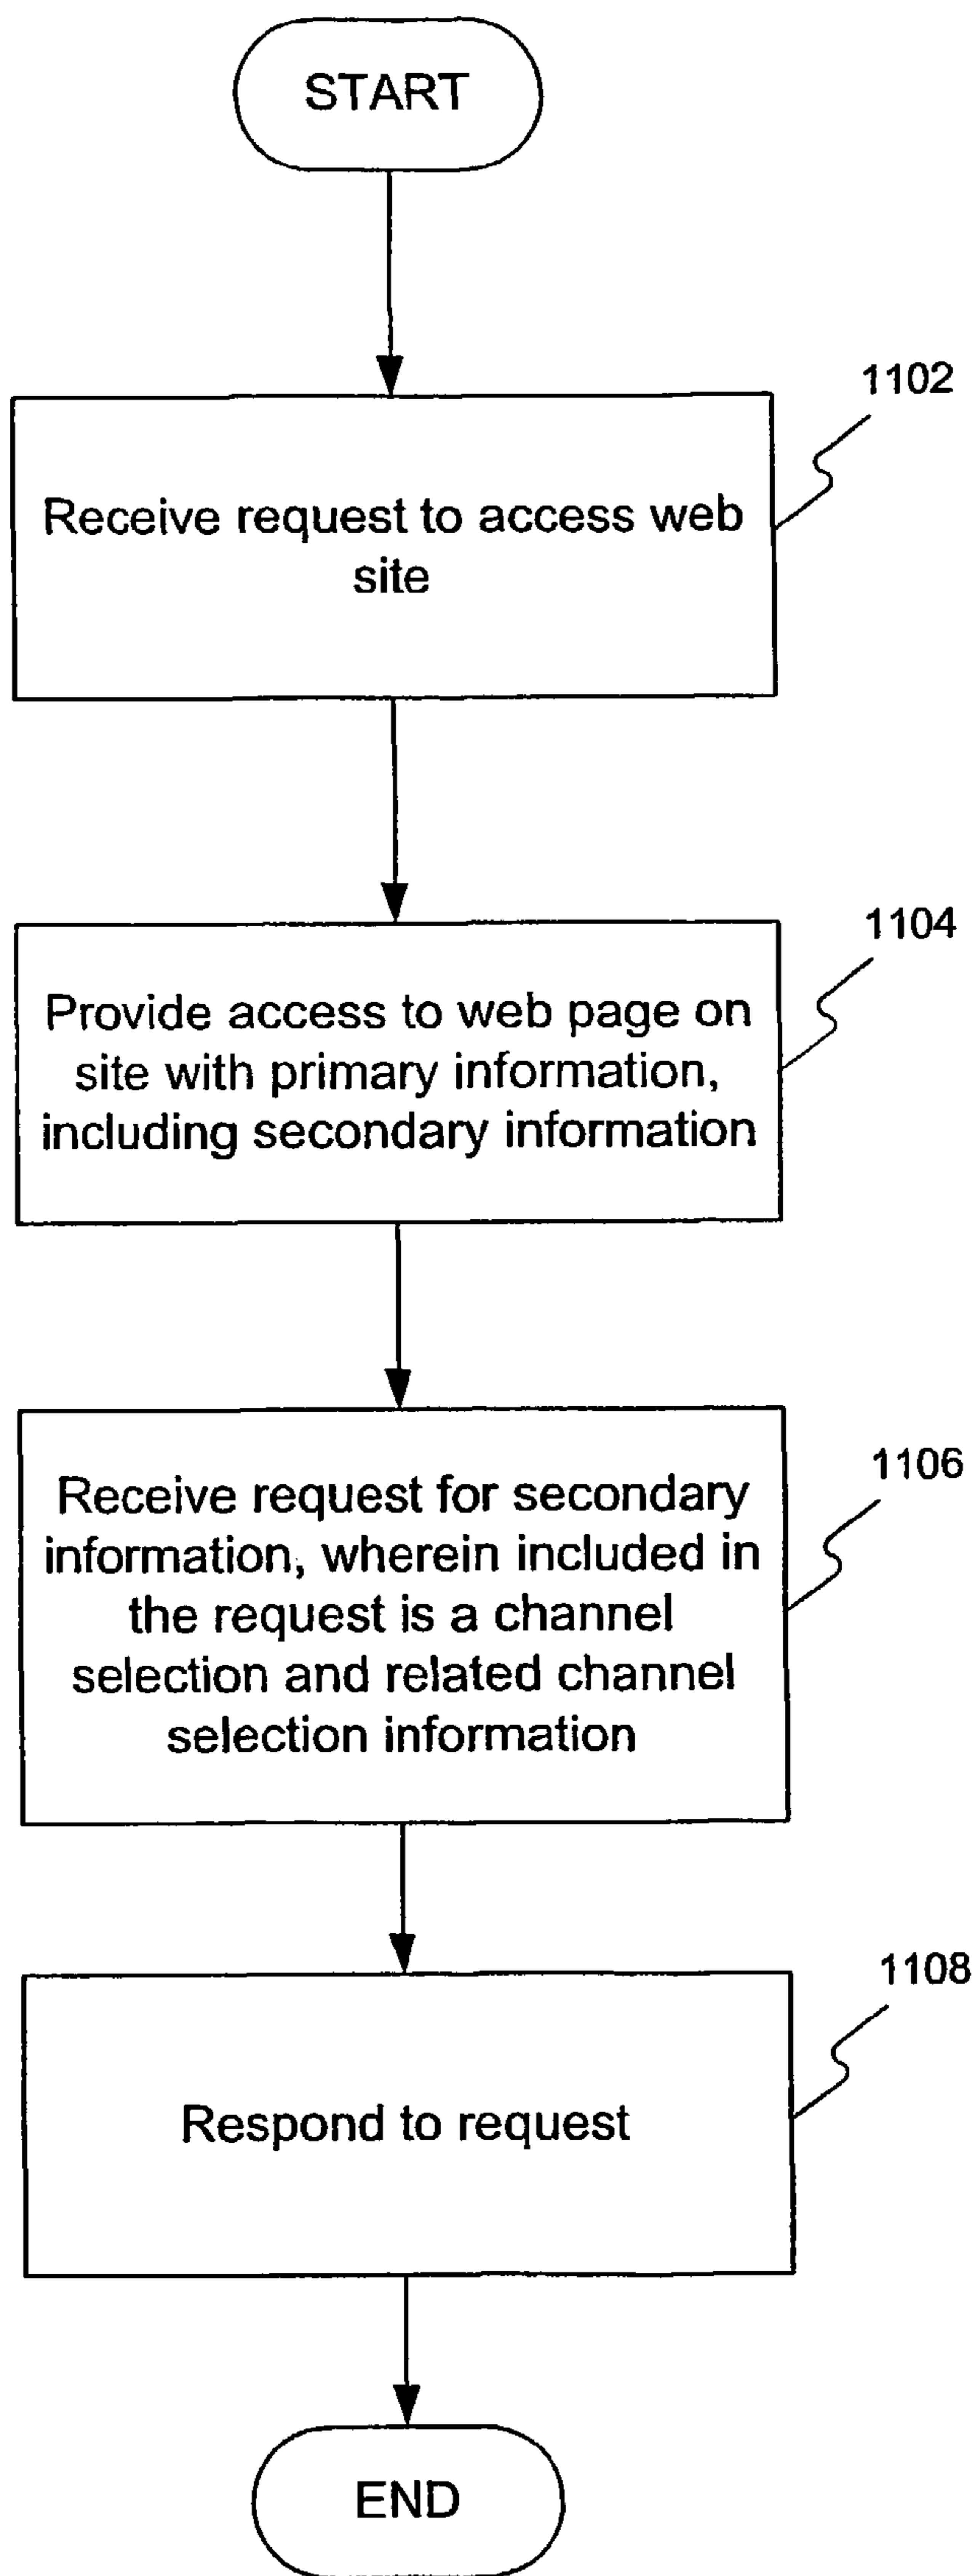 START
1102
Receive request to access web
site
1104
Provide access to web page on
site with primary information,
including secondary information
1106
Receive request for secondary
information, wherein included in
the request is a channel
selection and related channel
selection information
1108
Respond to request
END